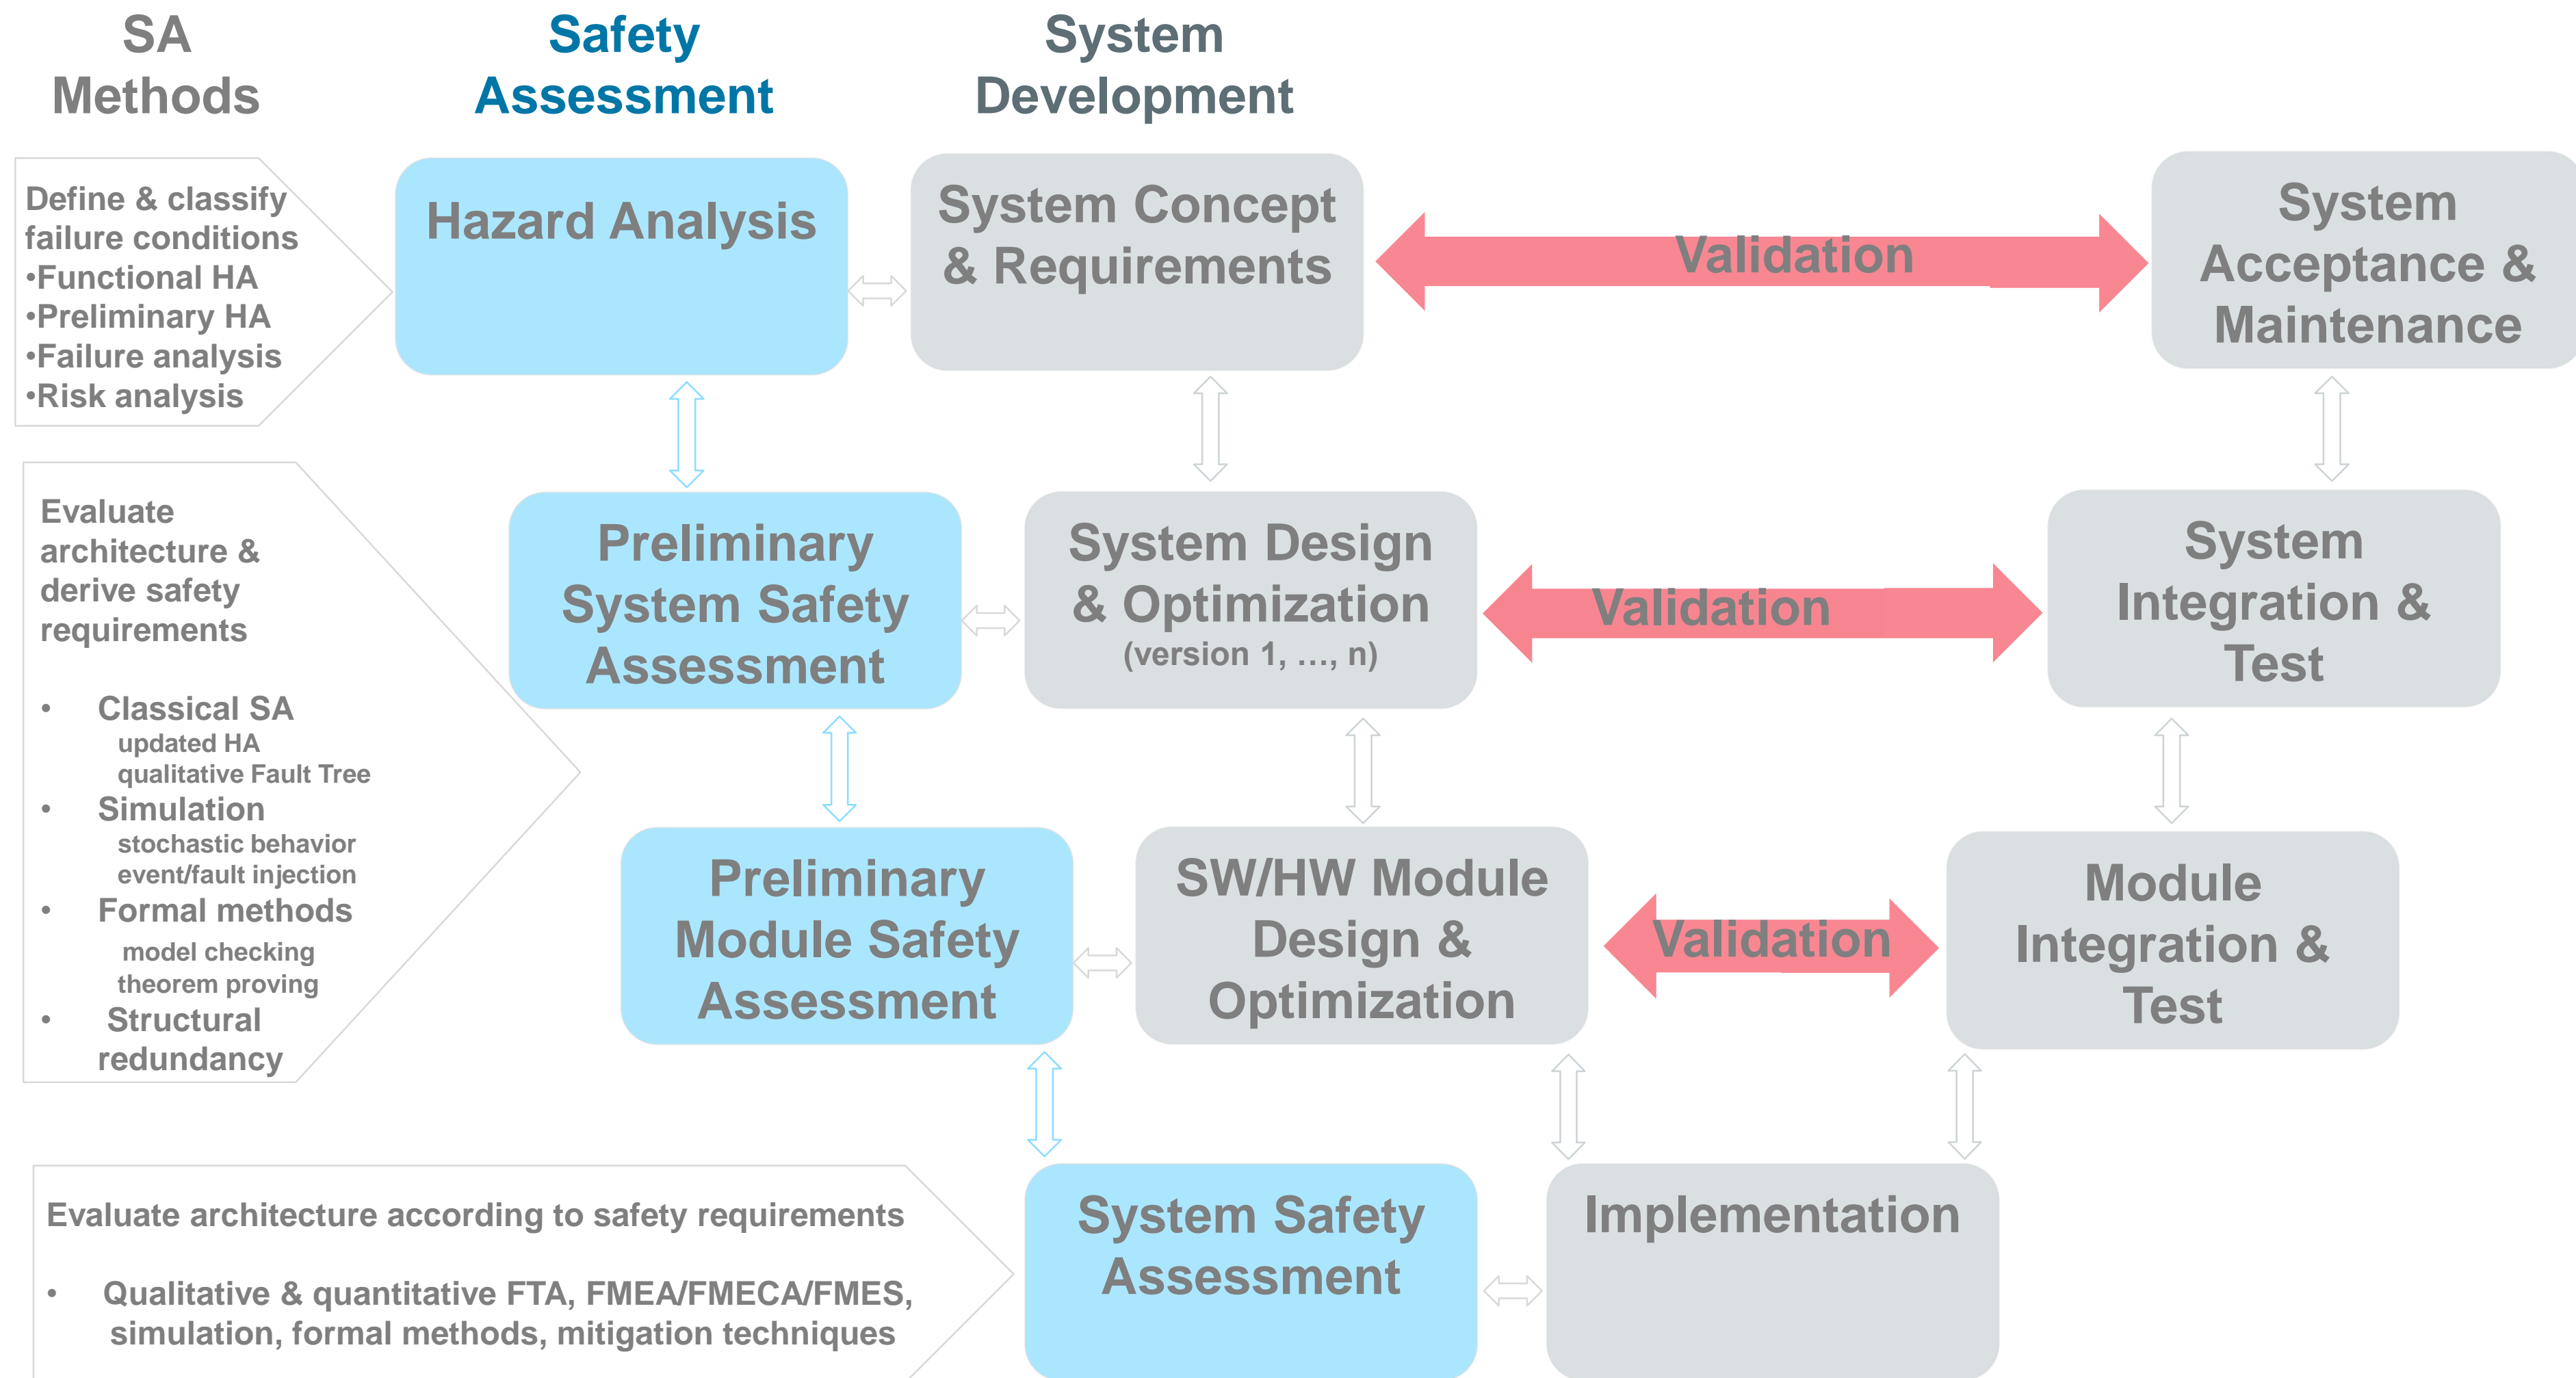 SA
Methods
Safety
Assessment
System
Development
Define & classify
failure conditions
•Functional HA
•Preliminary HA
•Failure analysis
•Risk analysis
Hazard Analysis
System Concept
& Requirements
Validation
System
Acceptance &
Maintenance
Evaluate
architecture &
derive safety
requirements
• Classical SA
updated HA
qualitative Fault Tree
• Simulation
stochastic behavior
event/fault injection
• Formal methods
model checking
theorem proving
• Structural
redundancy
Preliminary
System Safety
Assessment
System Design
& Optimization
(version 1, …, n)
Validation
System
Integration &
Test
Preliminary
Module Safety
Assessment
SW/HW Module
Design &
Optimization
Validation
Module
Integration &
Test
Evaluate architecture according to safety requirements
• Qualitative & quantitative FTA, FMEA/FMECA/FMES,
simulation, formal methods, mitigation techniques
System Safety
Assessment
Implementation